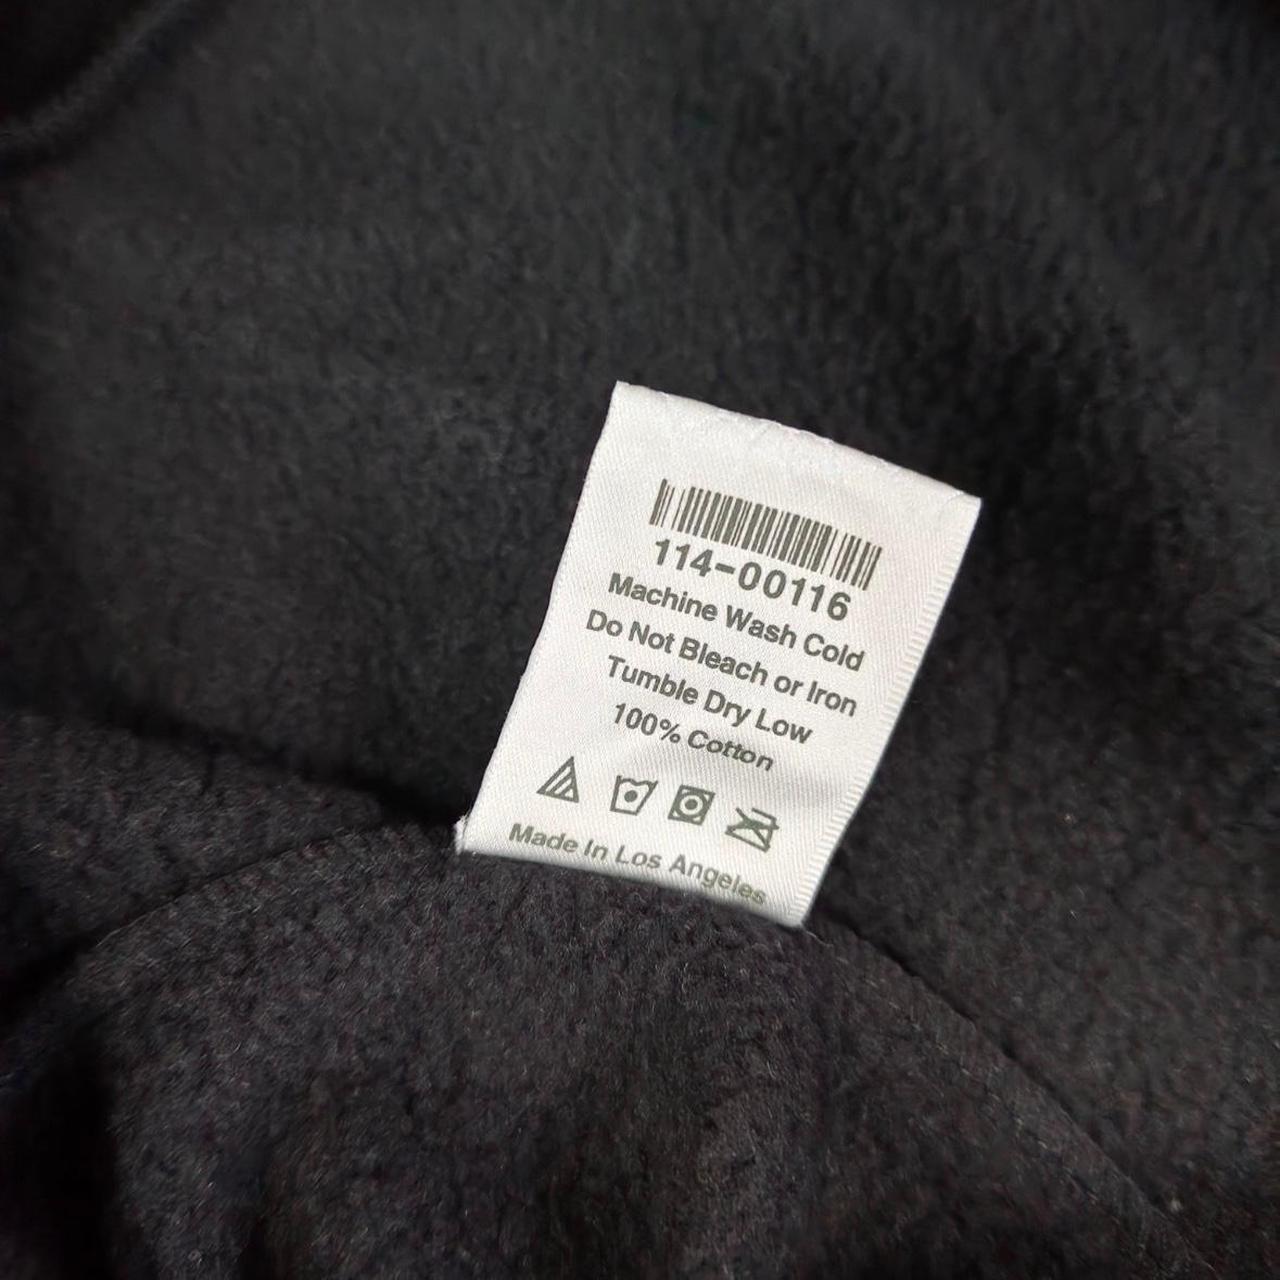 114-00116
Machine Wash Cold
Do Not Bleach or Iron
Tumble Dry Low
100% Cotton
Made In Los Angeles